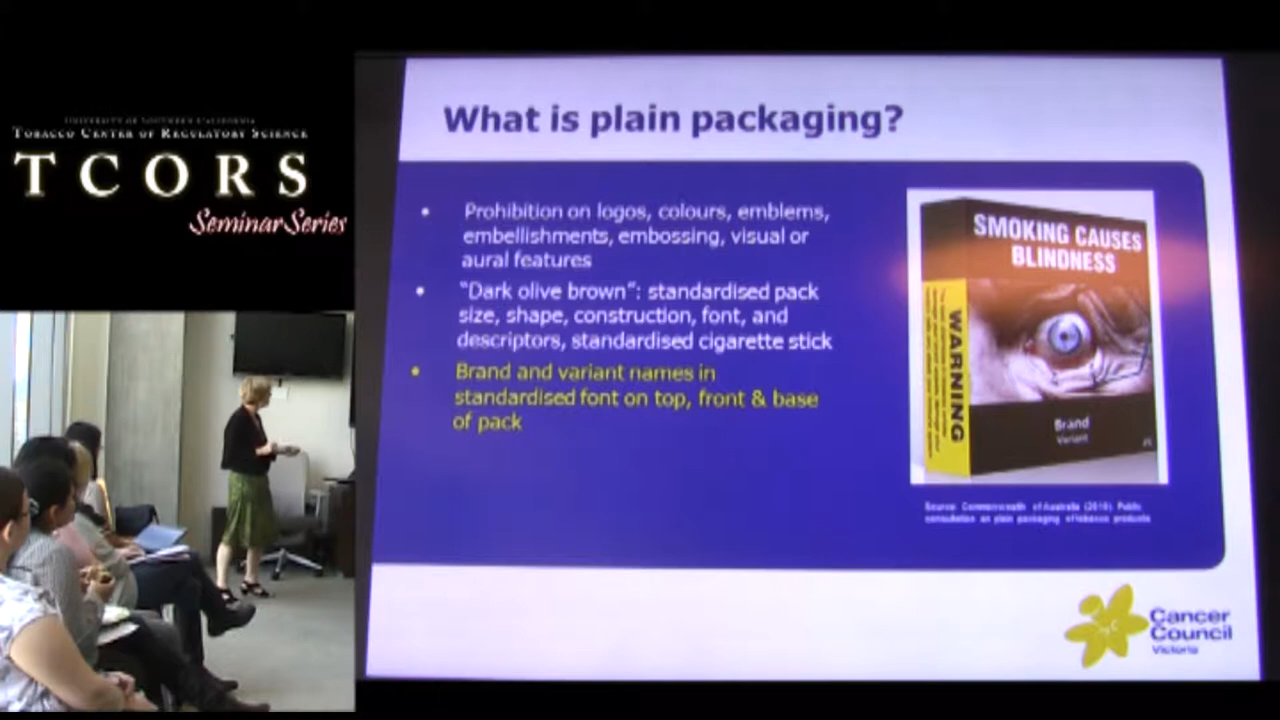 UNIVERSITY OF SOUTHERN CALIFORNIA
TOBACCO CENTER OF REGULATORY SCIENCE
TCORS
Seminar Series
What is plain packaging?
• Prohibition on logos, colours, emblems,
embellishments, embossing, visual or
aural features
• "Dark olive brown": standardised pack
size, shape, construction, font, and
descriptors, standardised cigarette stick
• Brand and variant names in
standardised font on top, front & base
of pack
SMOKING CAUSES
BLINDNESS
WARNING
Brand
Variant
Source: Commonwealth of Australia (2010). Public
consultation on plain packaging of tobacco products
Cancer
Council
Victoria